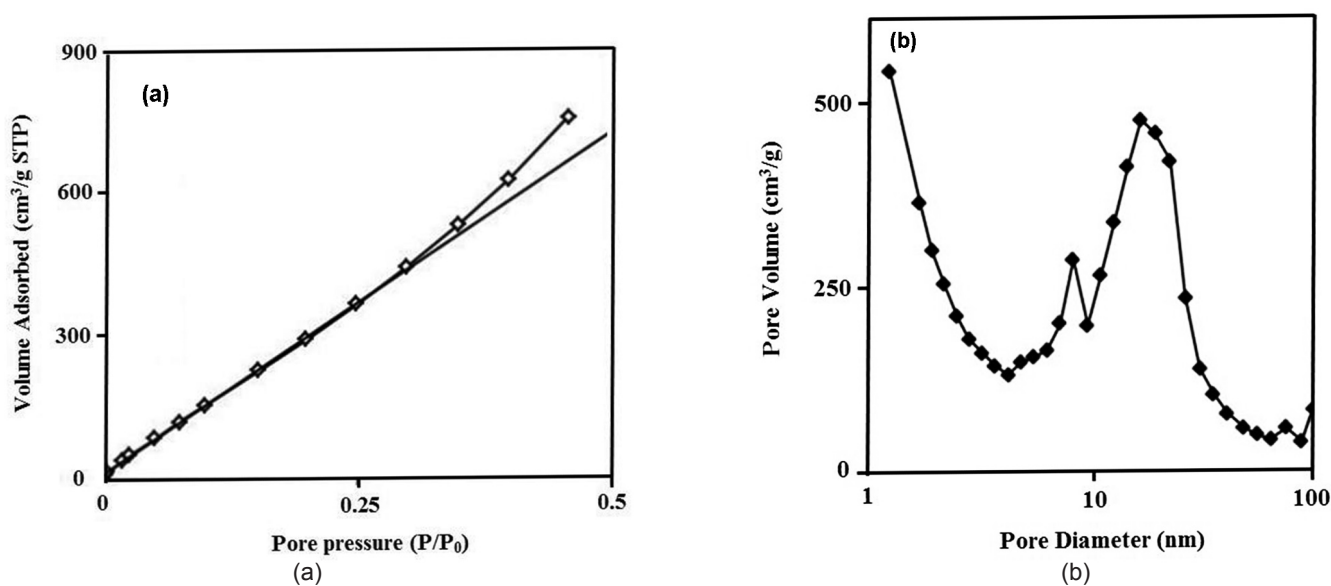 (a)
900
600
300
0
0
0.25
0.5
Volume Adsorbed (cm³/g STP)
Pore pressure (P/P₀)
(a)
(b)
500
250
0
1
10
100
Pore Volume (cm³/g)
Pore Diameter (nm)
(b)